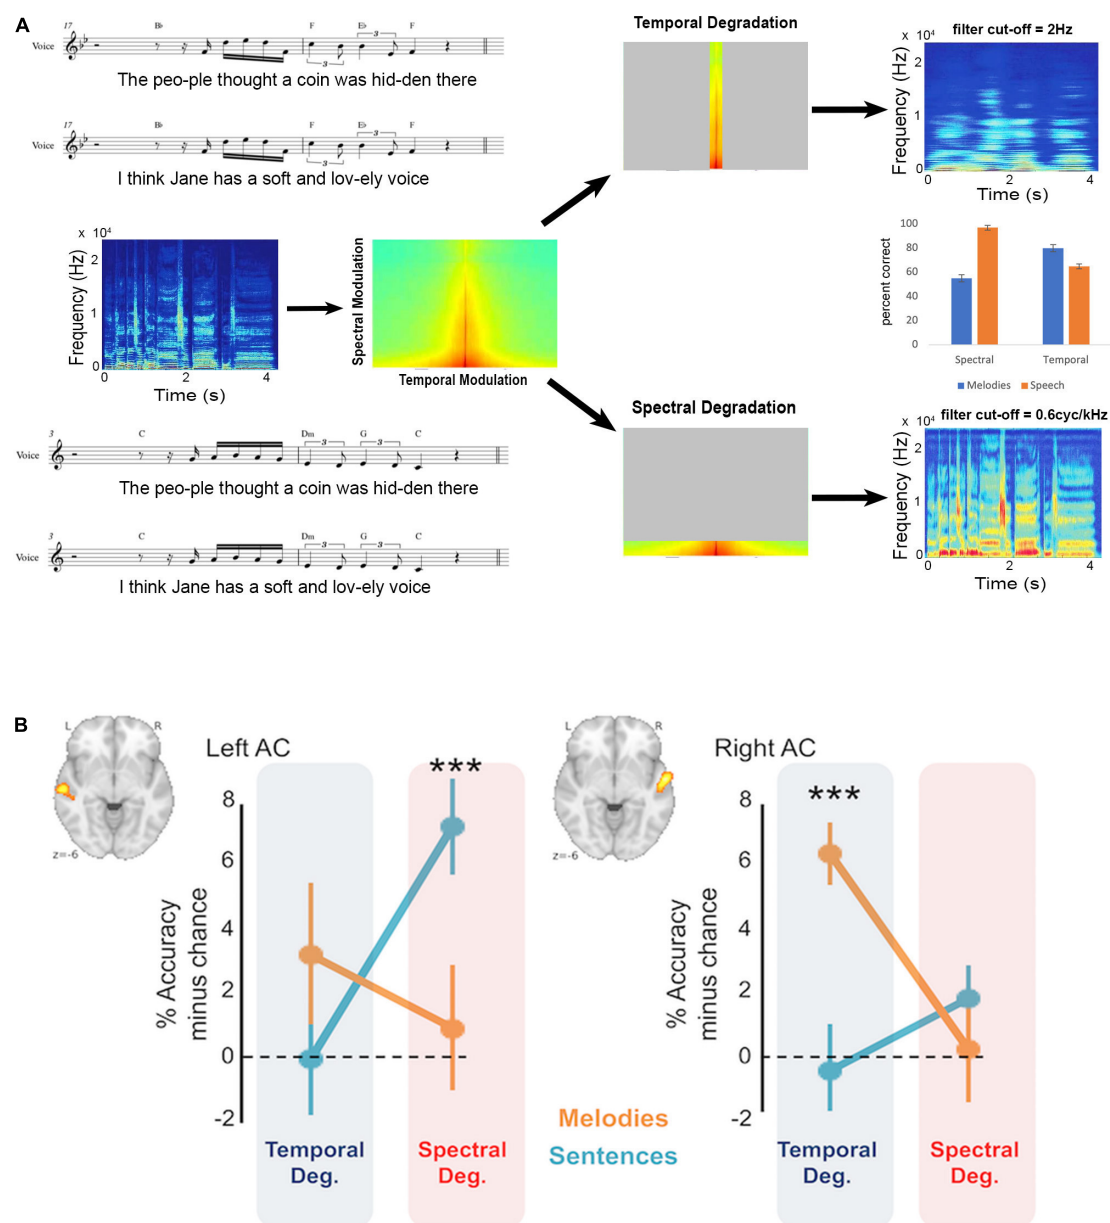 A
17 B♭ F E♭ F
3
Voice
3
The peo-ple thought a coin was hid-den there
17 B♭ F E♭ F
3
Voice
3
I think Jane has a soft and lov-ely voice
x 10⁴
Frequency (Hz)
2
1
0
0 2 4
Time (s)
Spectral Modulation
Temporal Modulation
3 C Dm G C
3 3
Voice
The peo-ple thought a coin was hid-den there
3 C Dm G C
3 3
Voice
I think Jane has a soft and lov-ely voice
Temporal Degradation
filter cut-off = 2Hz
x 10⁴
Frequency (Hz)
2
1
0
0 2 4
Time (s)
percent correct
100
80
60
40
20
0
Spectral Temporal
Melodies Speech
Spectral Degradation
filter cut-off = 0.6cyc/kHz
x 10⁴
Frequency (Hz)
2
1
0
0 2 4
Time (s)
B
L R
z=-6
Left AC
***
% Accuracy
minus chance
8
6
4
2
0
-2
Temporal
Deg.
Spectral
Deg.
Melodies
Sentences
L R
z=-6
Right AC
***
% Accuracy
minus chance
8
6
4
2
0
-2
Temporal
Deg.
Spectral
Deg.